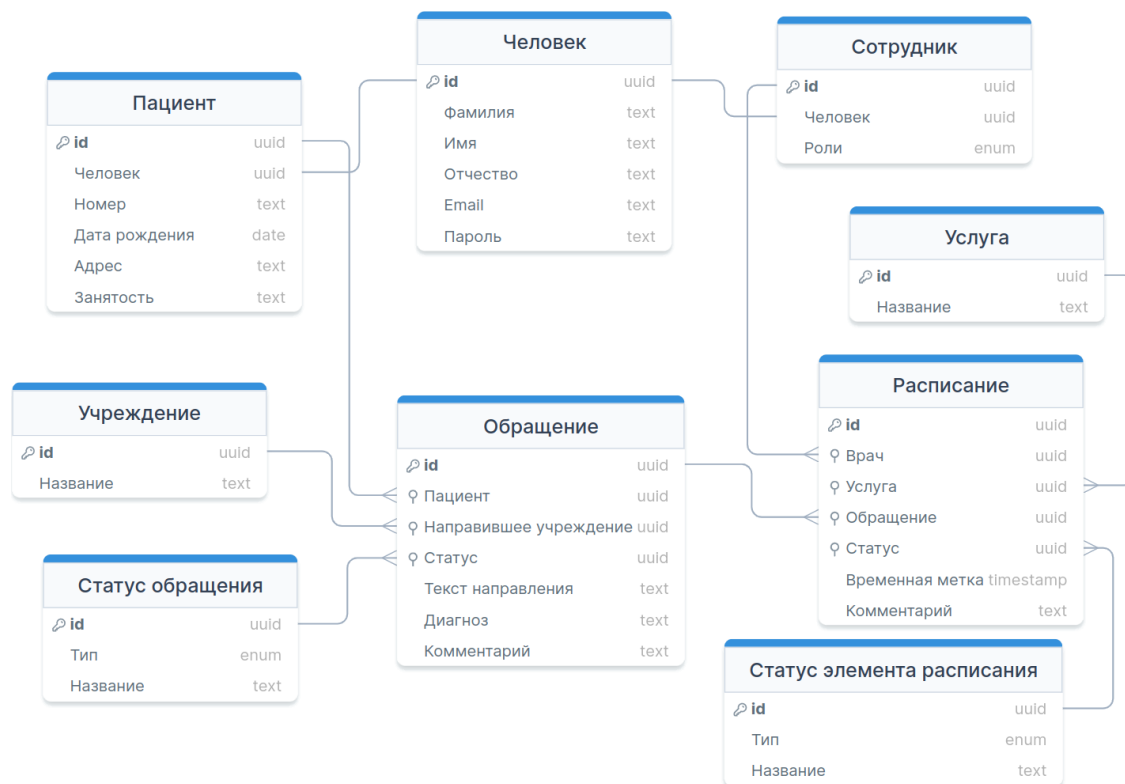 Человек
id uuid
Фамилия text
Имя text
Отчество text
Email text
Пароль text
Сотрудник
id uuid
Человек uuid
Роли enum
Пациент
id uuid
Человек uuid
Номер text
Дата рождения date
Адрес text
Занятость text
Услуга
id uuid
Название text
Учреждение
id uuid
Название text
Обращение
id uuid
Пациент uuid
Направившее учреждение uuid
Статус uuid
Текст направления text
Диагноз text
Комментарий text
Расписание
id uuid
Врач uuid
Услуга uuid
Обращение uuid
Статус uuid
Временная метка timestamp
Комментарий text
Статус обращения
id uuid
Тип enum
Название text
Статус элемента расписания
id uuid
Тип enum
Название text